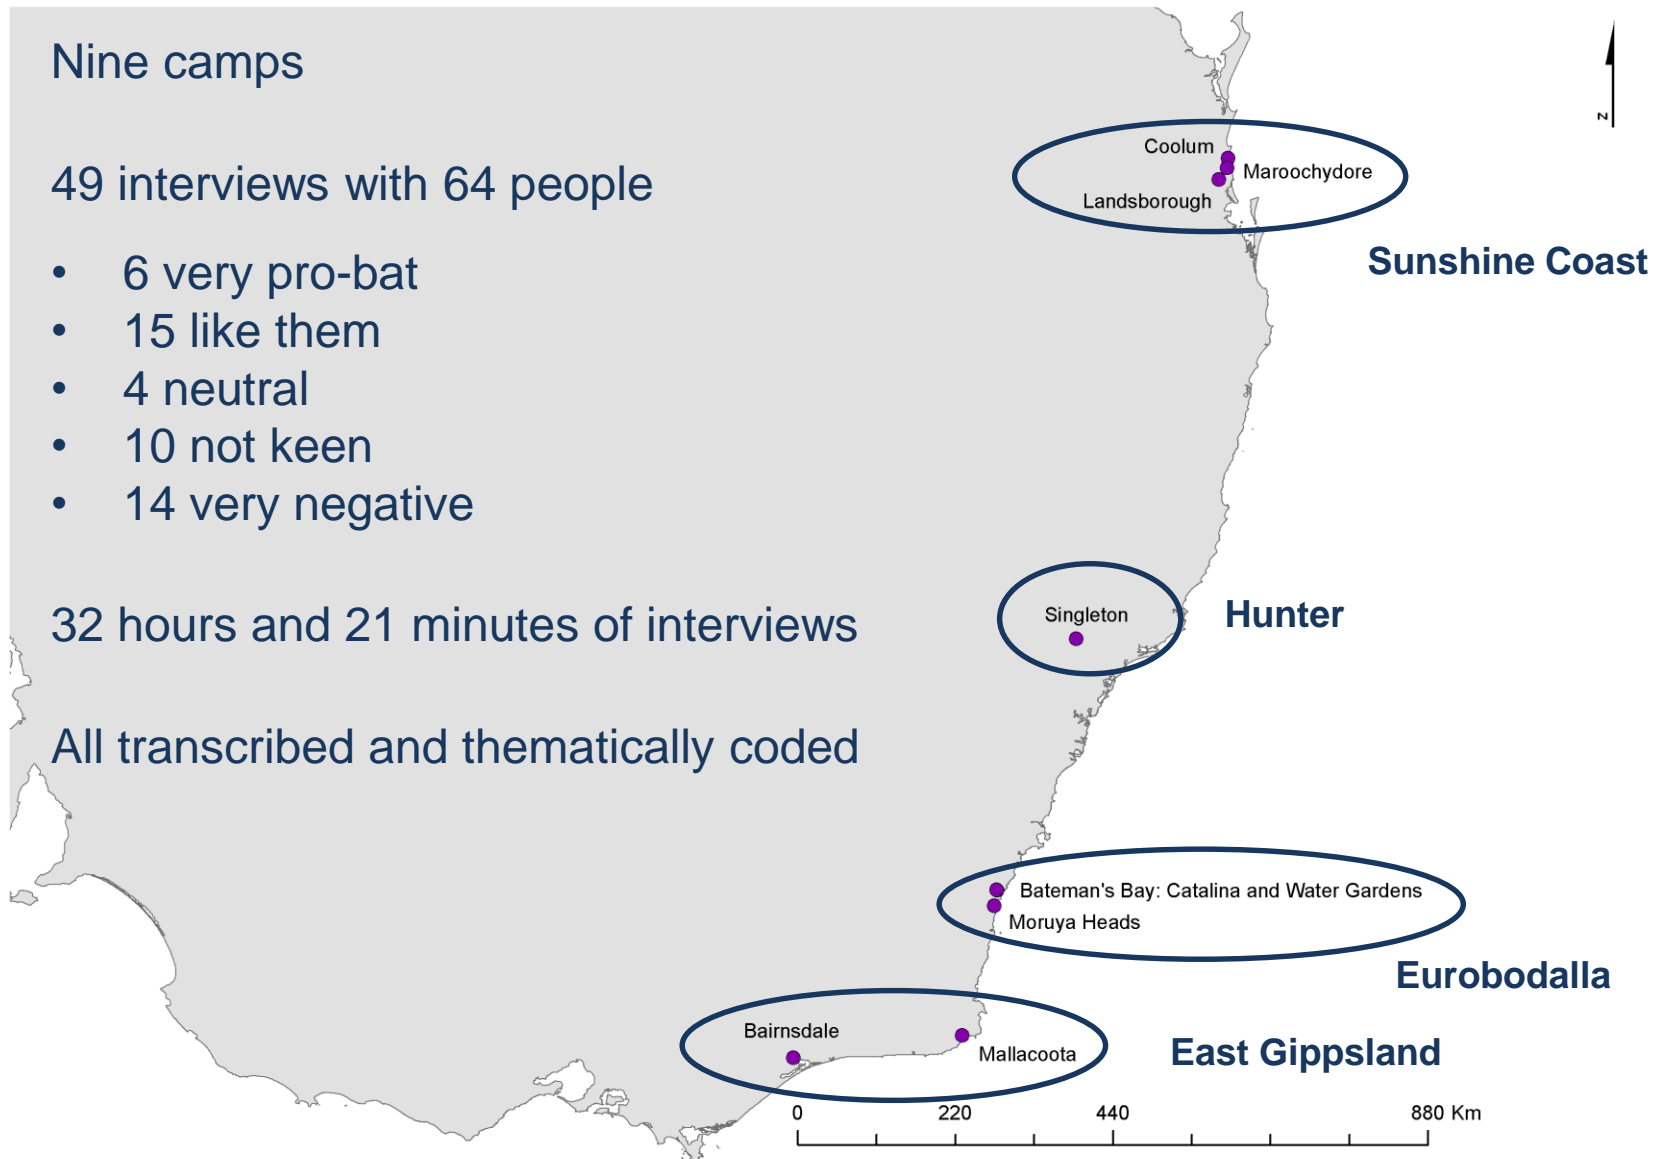 Nine camps
49 interviews with 64 people
• 6 very pro-bat
• 15 like them
• 4 neutral
• 10 not keen
• 14 very negative
32 hours and 21 minutes of interviews
All transcribed and thematically coded
N
Coolum
Maroochydore
Landsborough
Sunshine Coast
Singleton
Hunter
Bateman's Bay: Catalina and Water Gardens
Moruya Heads
Eurobodalla
Bairnsdale
Mallacoota
East Gippsland
0 220 440 880 Km